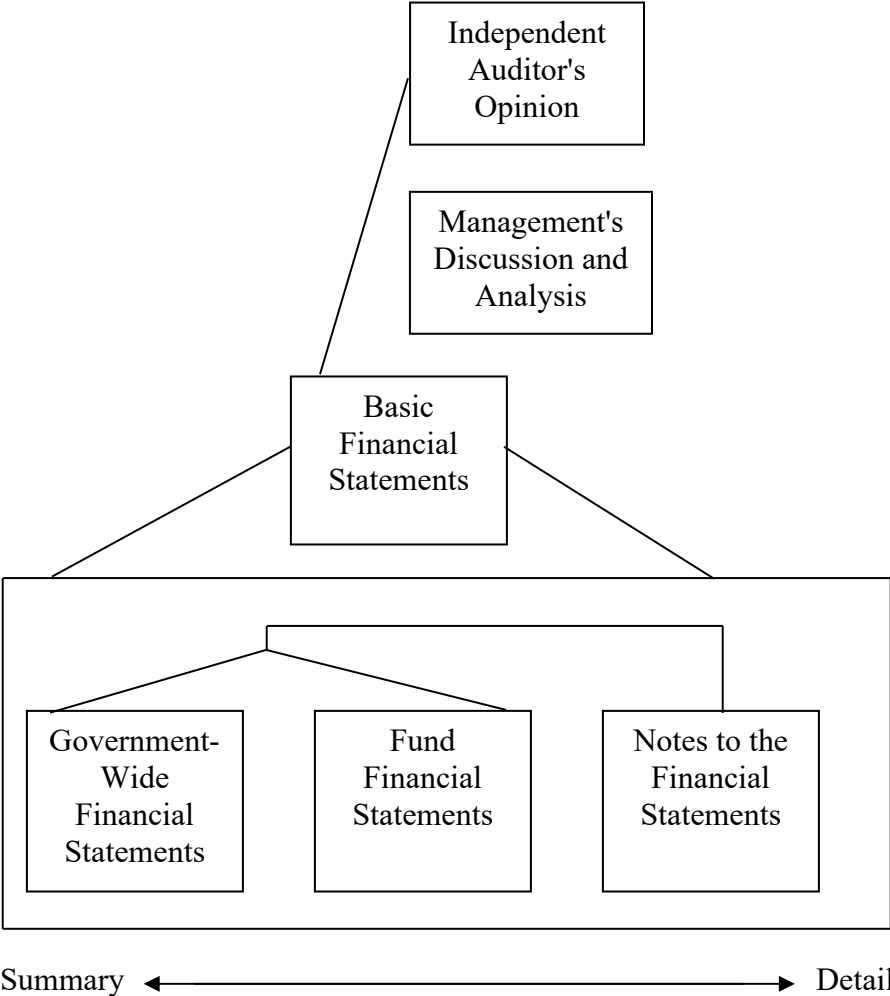 Independent
Auditor's
Opinion
Management's
Discussion and
Analysis
Basic
Financial
Statements
Government-
Wide
Financial
Statements
Fund
Financial
Statements
Notes to the
Financial
Statements
Summary
Detail